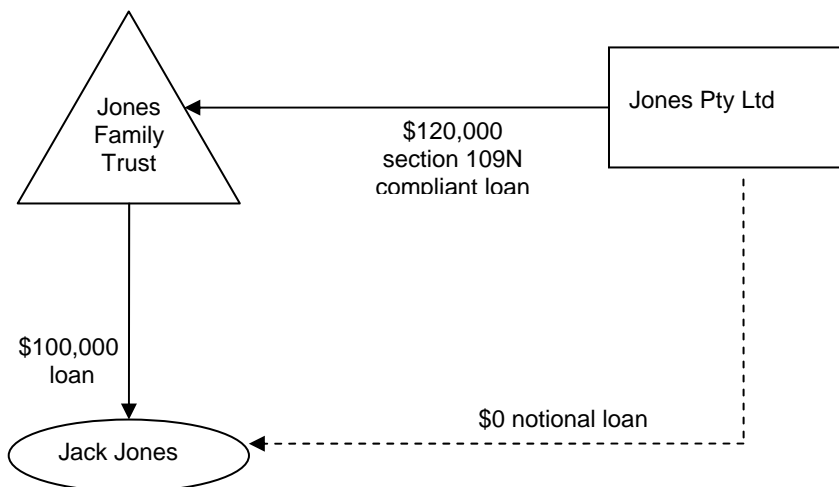 Jones
Family
Trust
Jones Pty Ltd
$120,000
section 109N
compliant loan
$100,000
loan
$0 notional loan
Jack Jones